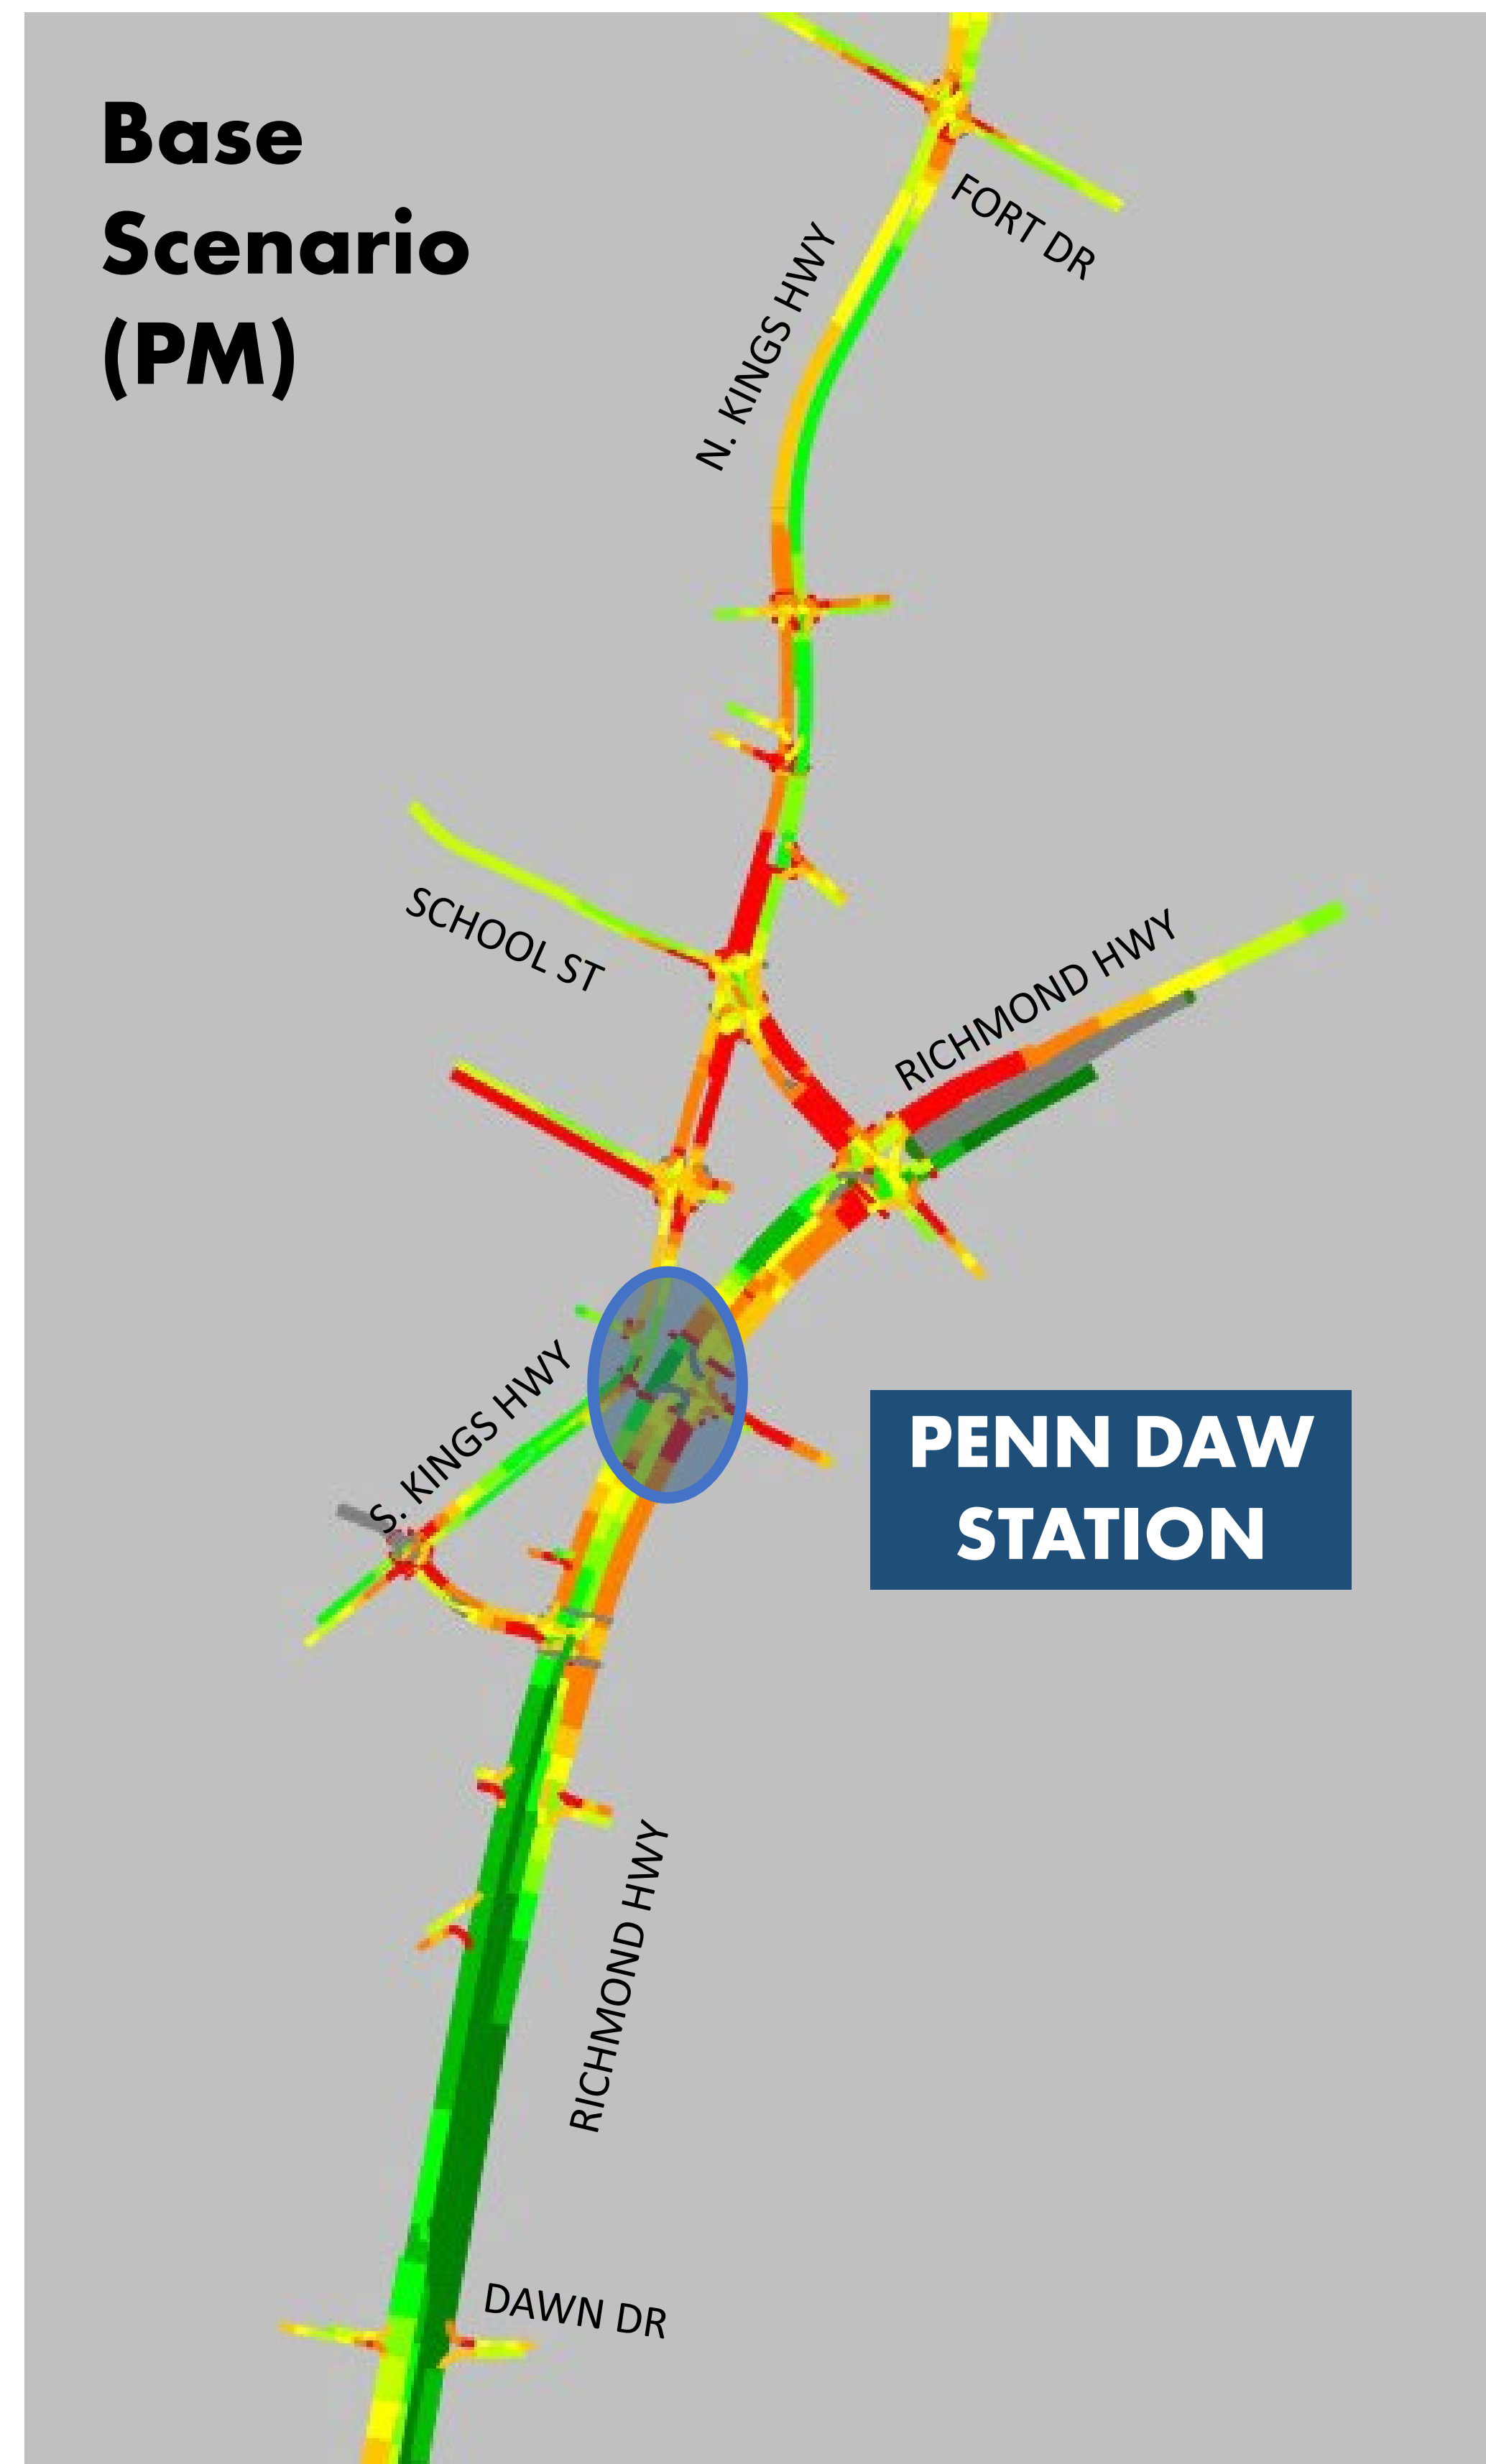 Base
Scenario
(PM)
FORT DR
N. KINGS HWY
SCHOOL ST
RICHMOND HWY
S. KINGS HWY
PENN DAW
STATION
RICHMOND HWY
DAWN DR